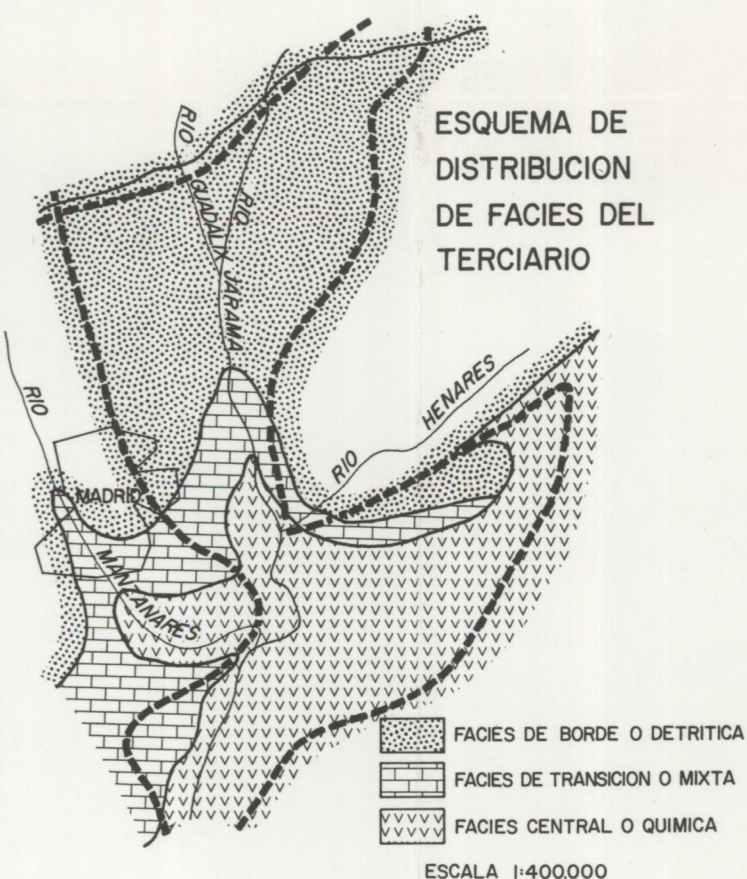 ESQUEMA DE
DISTRIBUCION
DE FACIES DEL
TERCIARIO
RIO
GUADALIX
RIO
JARAMA
RIO
HENARES
RIO
MADRID
MANZANARES
FACIES DE BORDE O DETRITICA
FACIES DE TRANSICION O MIXTA
FACIES CENTRAL O QUIMICA
ESCALA 1:400.000